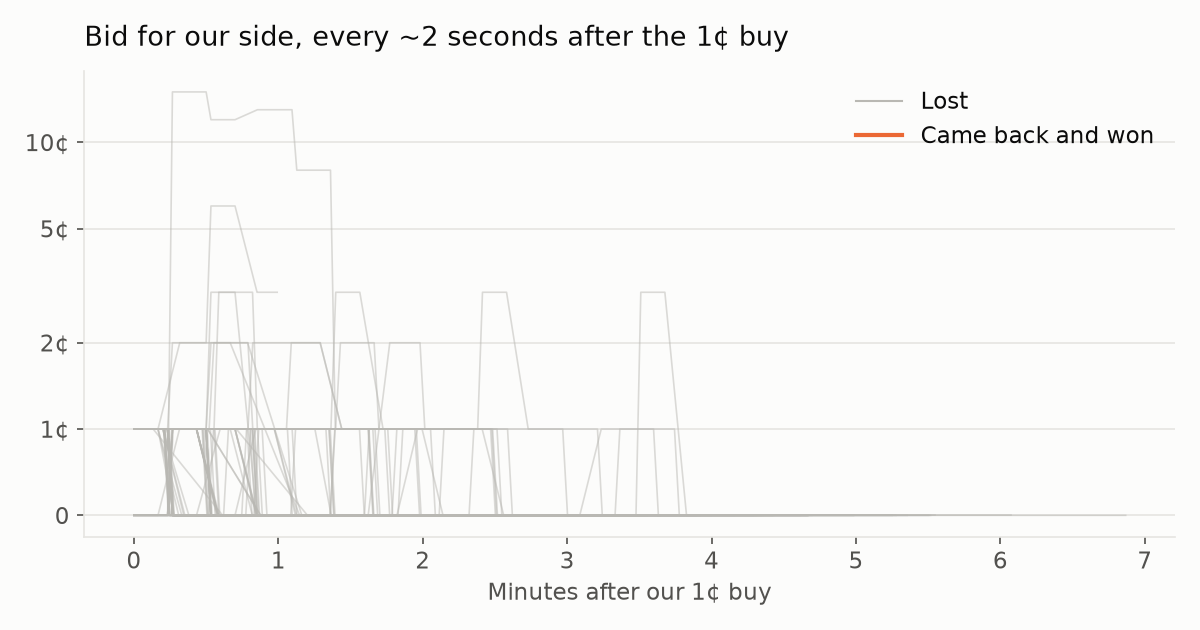 Bid for our side, every ~2 seconds after the 1¢ buy
Lost
Came back and won
10¢
5¢
2¢
1¢
0
0 1 2 3 4 5 6 7
Minutes after our 1¢ buy